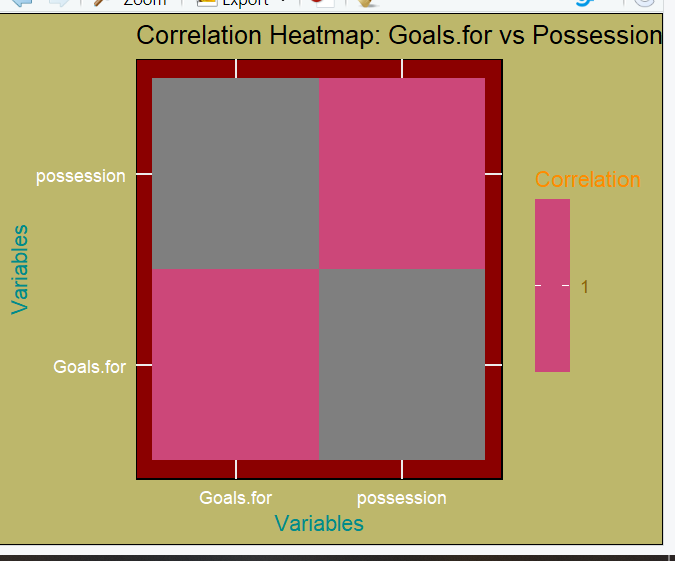 Zoom Export
Correlation Heatmap: Goals.for vs Possession
possession
Goals.for
Variables
Goals.for possession
Variables
Correlation
1